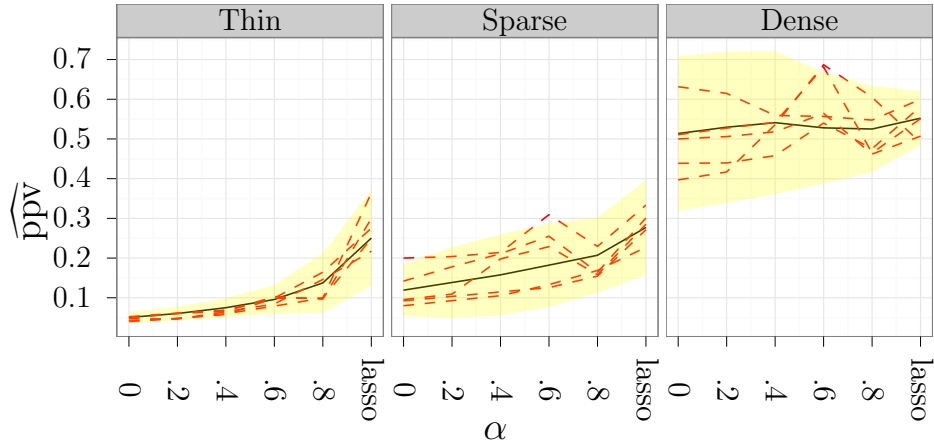 Thin Sparse Dense
0.7
0.6
0.5
0.4
0.3
0.2
0.1
p͡pv
0 .2 .4 .6 .8 lasso 0 .2 .4 .6 .8 lasso 0 .2 .4 .6 .8 lasso
α